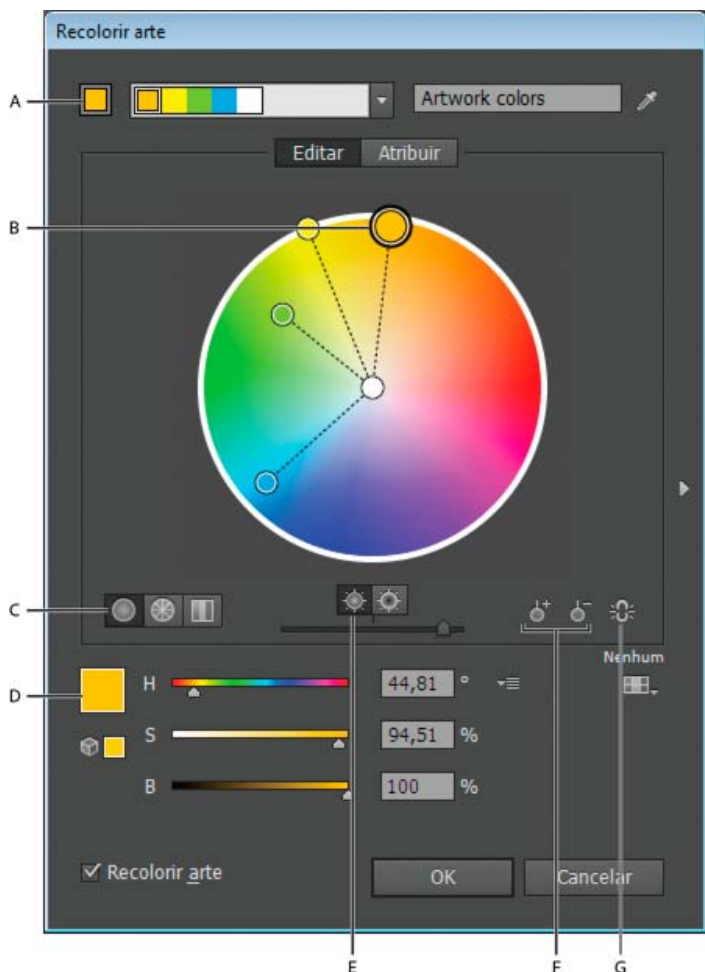 Recolorir arte
A
Artwork colors
Editar Atribuir
B
C
Nenhum
D
H 44,81 °
S 94,51 %
B 100 %
Recolorir arte
OK
Cancelar
E F G